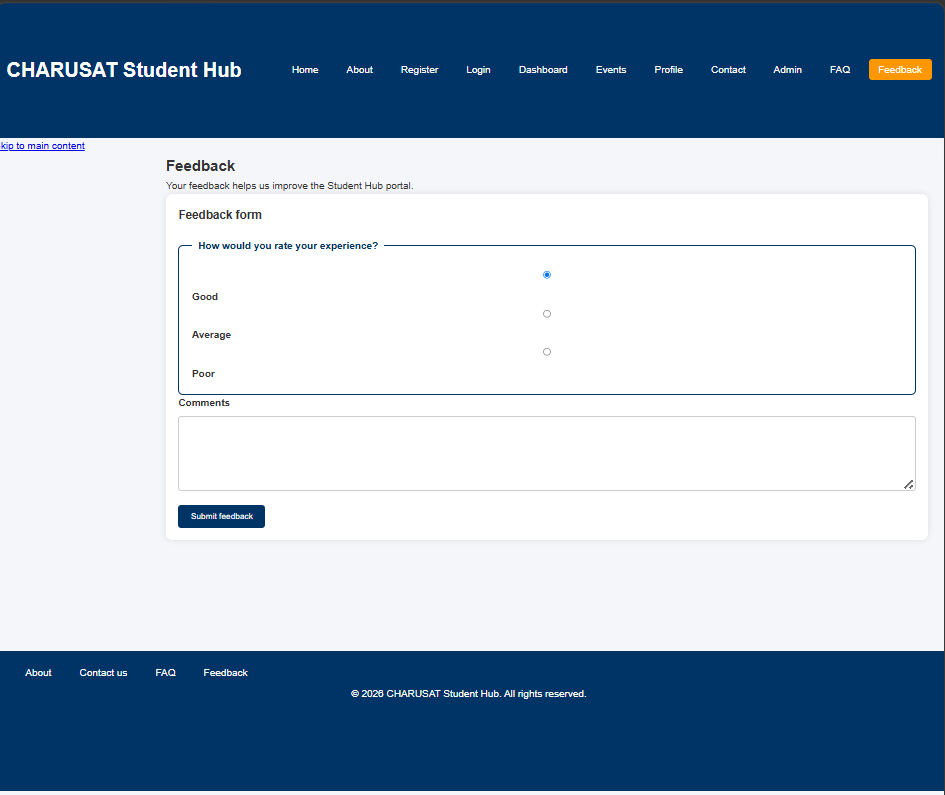 CHARUSAT Student Hub Home About Register Login Dashboard Events Profile Contact Admin FAQ Feedback
kip to main content
Feedback
Your feedback helps us improve the Student Hub portal.
Feedback form
How would you rate your experience?
Good
Average
Poor
Comments
Submit feedback
About Contact us FAQ Feedback
© 2026 CHARUSAT Student Hub. All rights reserved.